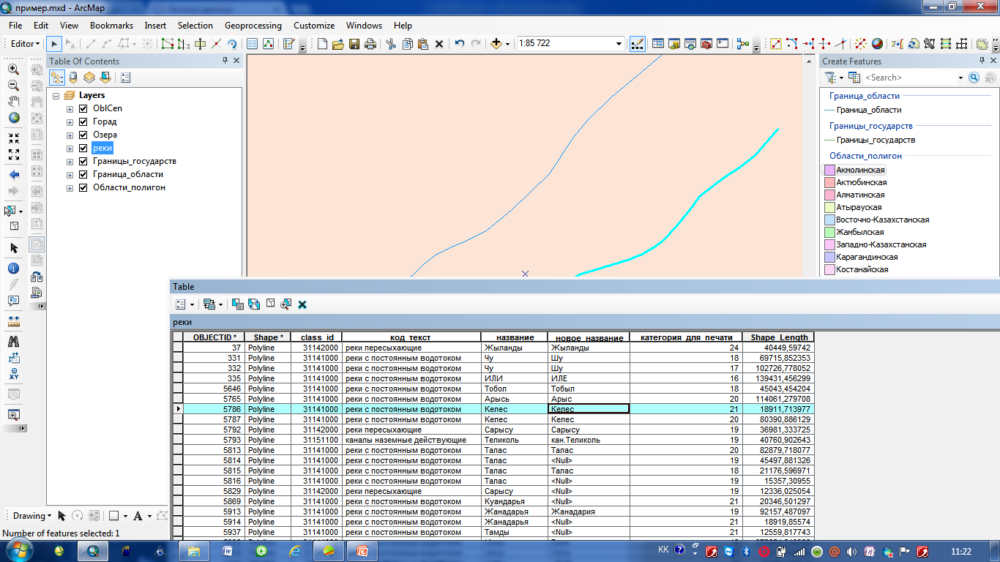 пример.mxd - ArcMap
File Edit View Bookmarks Insert Selection Geoprocessing Customize Windows Help
Editor 1:85 722
Table Of Contents
Layers
OblCen
Горад
Озера
реки
Границы_государств
Граница_области
Области_полигон
Create Features
<Search>
Граница_области
Граница_области
Границы_государств
Границы_государств
Области_полигон
Акмолинская
Актюбинская
Алматинская
Атырауская
Восточно-Казахстанская
Жамбылская
Западно-Казахстанская
Карагандинская
Костанайская
Table
реки
OBJECTID * Shape * class_id код_текст название новое_название категория_для_печати Shape_Length
37 Polyline 31142000 реки пересыхающие Жыланды Жыланды 24 40449,59742
331 Polyline 31141000 реки с постоянным водотоком Чу Шу 18 69715,852353
332 Polyline 31141000 реки с постоянным водотоком Чу Шу 17 102726,778052
335 Polyline 31141000 реки с постоянным водотоком ИЛИ ИЛЕ 16 139431,456299
5646 Polyline 31141000 реки с постоянным водотоком Тобол Тобыл 18 45043,454204
5765 Polyline 31141000 реки с постоянным водотоком Арысь Арыс 20 114061,279708
5786 Polyline 31141000 реки с постоянным водотоком Келес Келес 21 18911,713977
5787 Polyline 31141000 реки с постоянным водотоком Келес Келес 20 80390,886129
5792 Polyline 31142000 реки пересыхающие Сарысу Сарысу 19 36981,333725
5793 Polyline 31151100 каналы наземные действующие Теликоль кан.Теликоль 19 40760,902643
5813 Polyline 31141000 реки с постоянным водотоком Талас Талас 20 82879,718077
5814 Polyline 31141000 реки с постоянным водотоком Талас <Null> 19 45497,881326
5815 Polyline 31141000 реки с постоянным водотоком Талас Талас 18 21176,596971
5816 Polyline 31141000 реки с постоянным водотоком Талас <Null> 19 15357,30955
5829 Polyline 31142000 реки пересыхающие Сарысу <Null> 19 12336,025054
5869 Polyline 31141000 реки с постоянным водотоком Куандарья <Null> 21 20346,501297
5913 Polyline 31141000 реки с постоянным водотоком Жанадарья Жанадария 19 92157,487097
5914 Polyline 31141000 реки с постоянным водотоком Жанадарья <Null> 21 18919,85574
5937 Polyline 31141000 реки с постоянным водотоком Тамды <Null> 21 12559,817743
Drawing A
Number of features selected: 1
KK 11:22